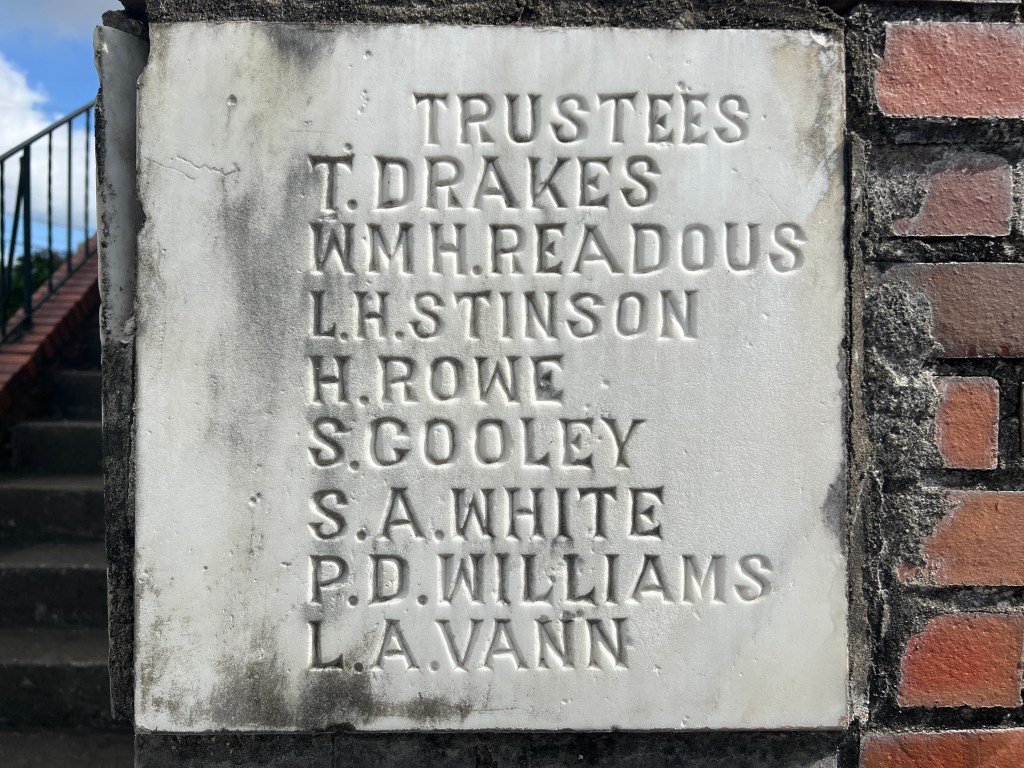 TRUSTEES
T. DRAKES
WM H. READOUS
L. H. STINSON
H. ROWE
S. COOLEY
S. A. WHITE
P. D. WILLIAMS
L. A. VANN